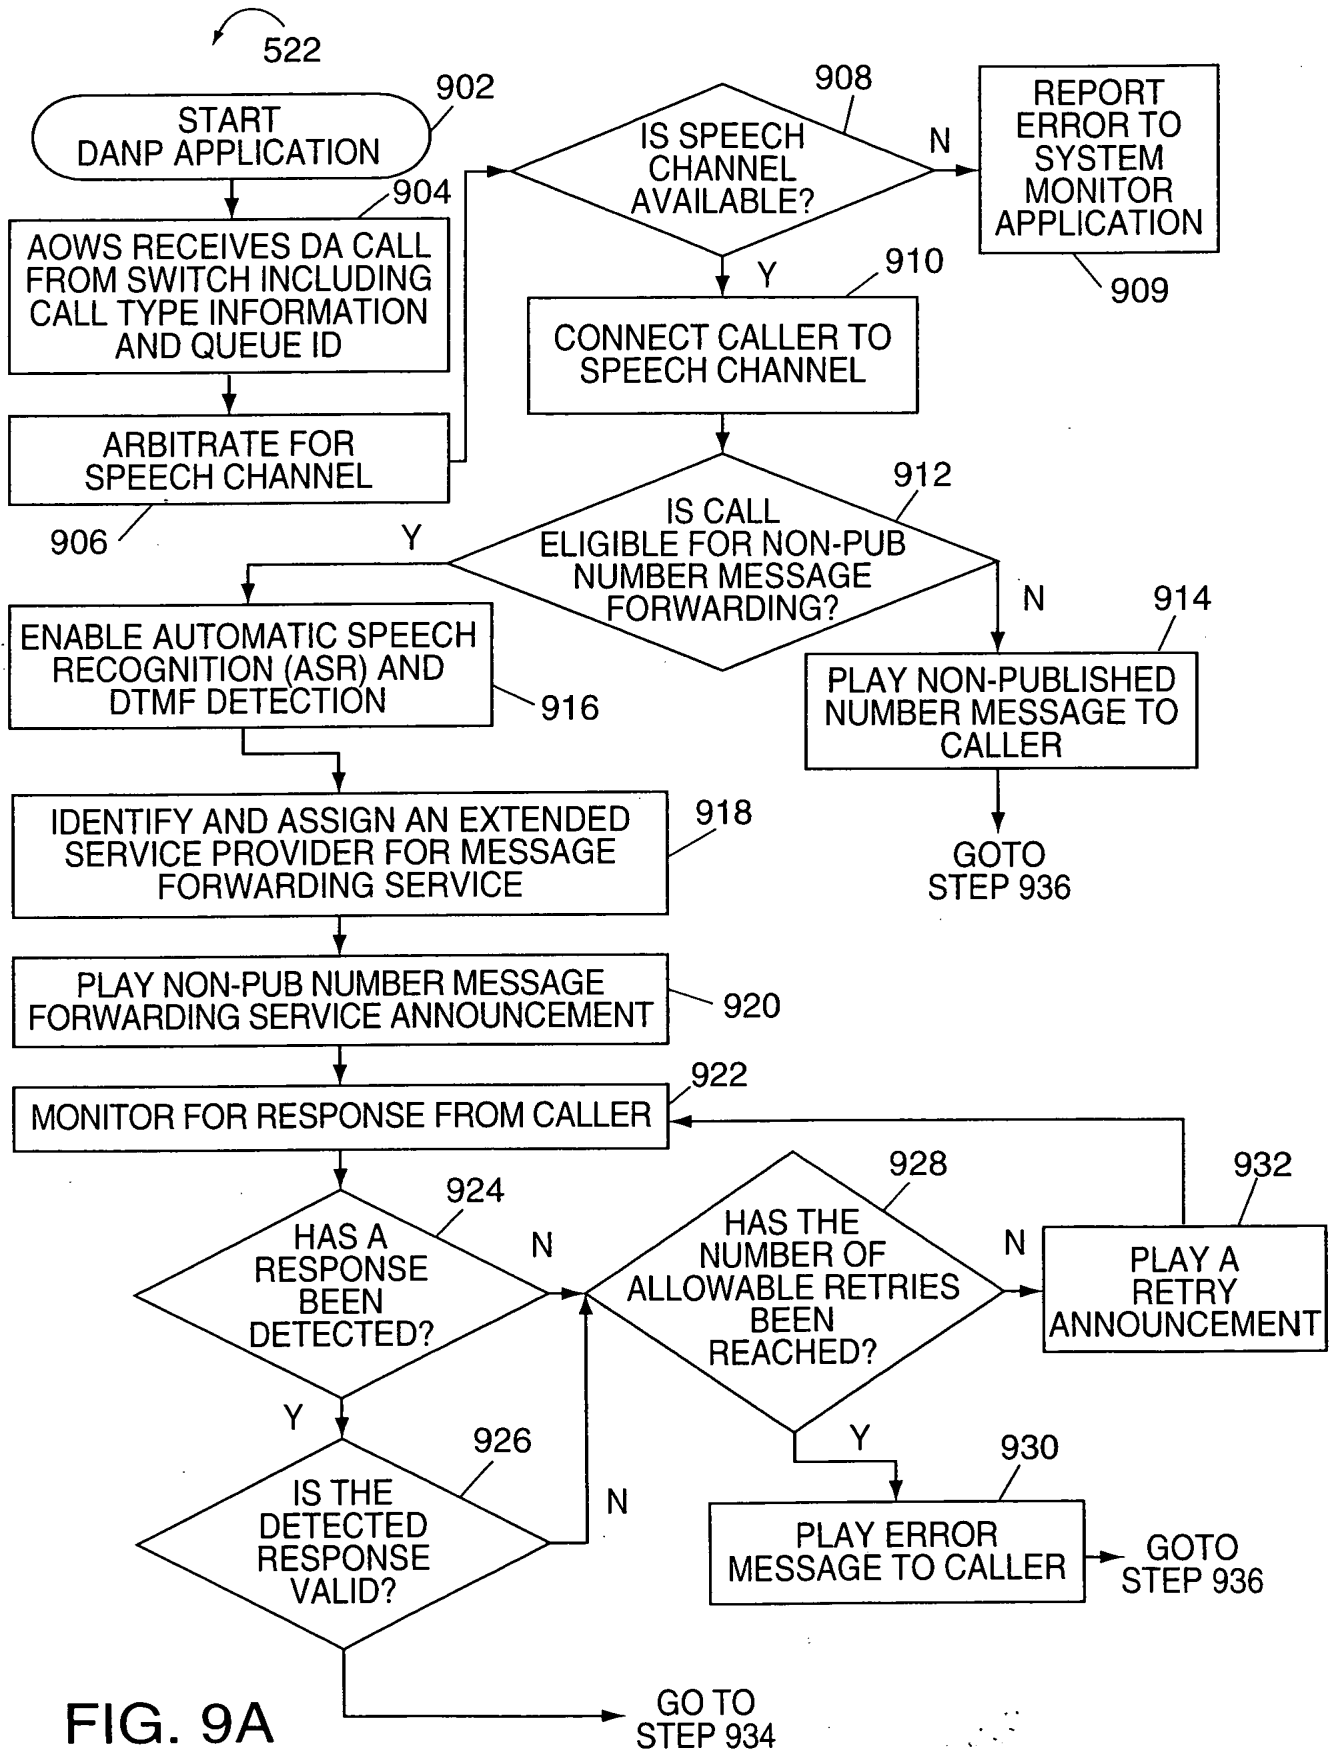 522
902
START
DANP APPLICATION
904
AOWS RECEIVES DA CALL
FROM SWITCH INCLUDING
CALL TYPE INFORMATION
AND QUEUE ID
ARBITRATE FOR
SPEECH CHANNEL
906
908
IS SPEECH
CHANNEL
AVAILABLE?
N
Y
REPORT
ERROR TO
SYSTEM
MONITOR
APPLICATION
909
910
CONNECT CALLER TO
SPEECH CHANNEL
912
IS CALL
ELIGIBLE FOR NON-PUB
NUMBER MESSAGE
FORWARDING?
Y
N
914
PLAY NON-PUBLISHED
NUMBER MESSAGE TO
CALLER
GOTO
STEP 936
ENABLE AUTOMATIC SPEECH
RECOGNITION (ASR) AND
DTMF DETECTION
916
IDENTIFY AND ASSIGN AN EXTENDED
SERVICE PROVIDER FOR MESSAGE
FORWARDING SERVICE
918
PLAY NON-PUB NUMBER MESSAGE
FORWARDING SERVICE ANNOUNCEMENT
920
922
MONITOR FOR RESPONSE FROM CALLER
924
HAS A
RESPONSE
BEEN
DETECTED?
N
Y
928
HAS THE
NUMBER OF
ALLOWABLE RETRIES
BEEN
REACHED?
N
Y
932
PLAY A
RETRY
ANNOUNCEMENT
926
IS THE
DETECTED
RESPONSE
VALID?
N
930
PLAY ERROR
MESSAGE TO CALLER
GOTO
STEP 936
GO TO
STEP 934
FIG. 9A